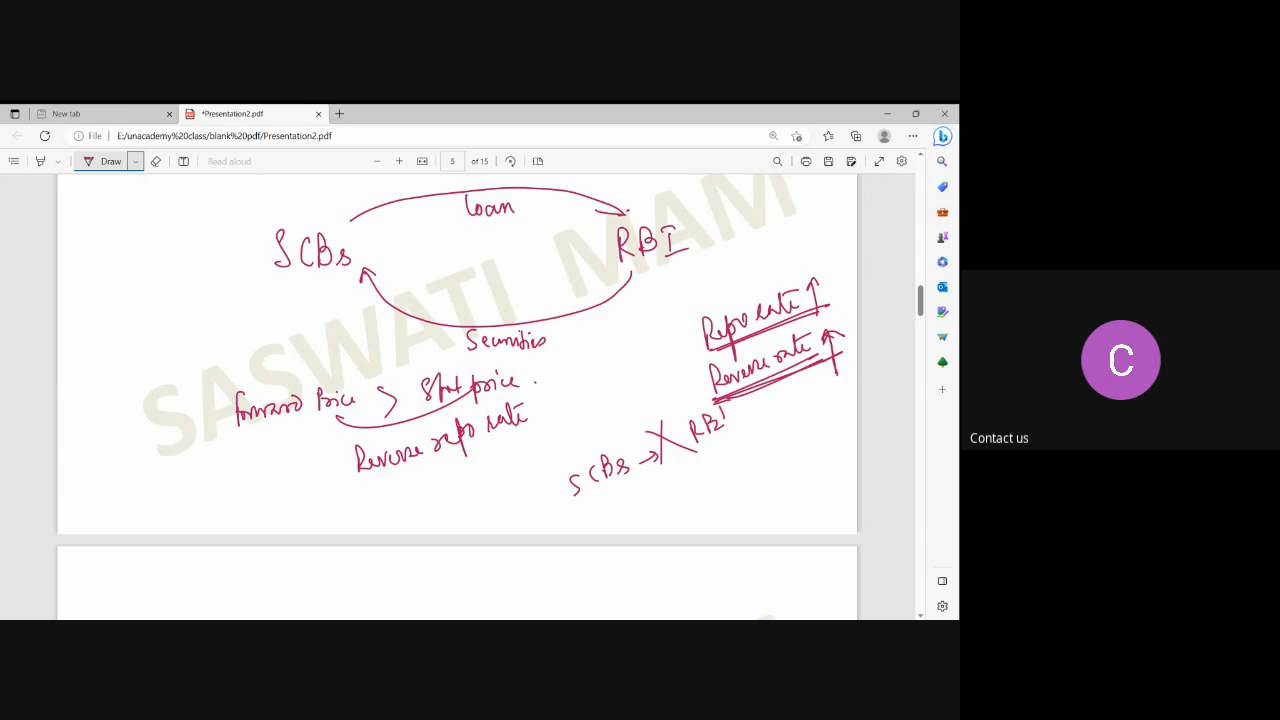 New tab
*Presentation2.pdf
File E:/unacademy%20class/blank%20pdf/Presentation2.pdf
Draw Read aloud 5 of 15
loan
SCBs RBI
Securities
Repo rate ↑
Reverse rate ↑
Forward Price > Spot price.
Reverse repo rate
SCBs → X RBI
SASWATI MAM
C
Contact us